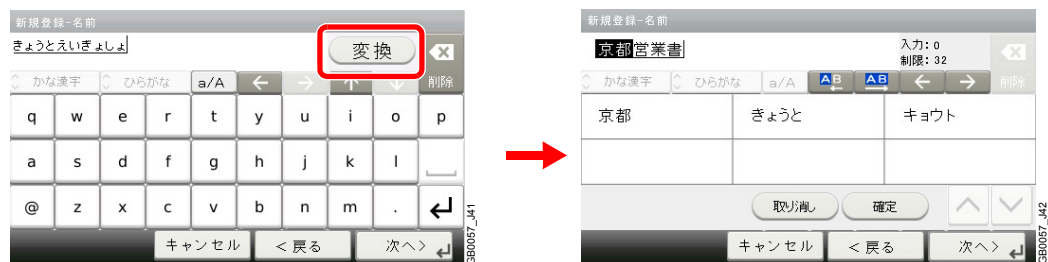 新規登録-名前
きょうとえいぎょしょ
変換
かな漢字 ひらがな a/A ← → ↑ ↓ 削除
q w e r t y u i o p
a s d f g h j k l
@ z x c v b n m .
キャンセル < 戻る 次へ >
GB0057_J41
新規登録-名前
京都営業書
入力: 0
制限: 32
かな漢字 ひらがな a/A AB AB ← → 削除
京都 きょうと キョウト
取り消し 確定
キャンセル < 戻る 次へ >
GB0057_J42